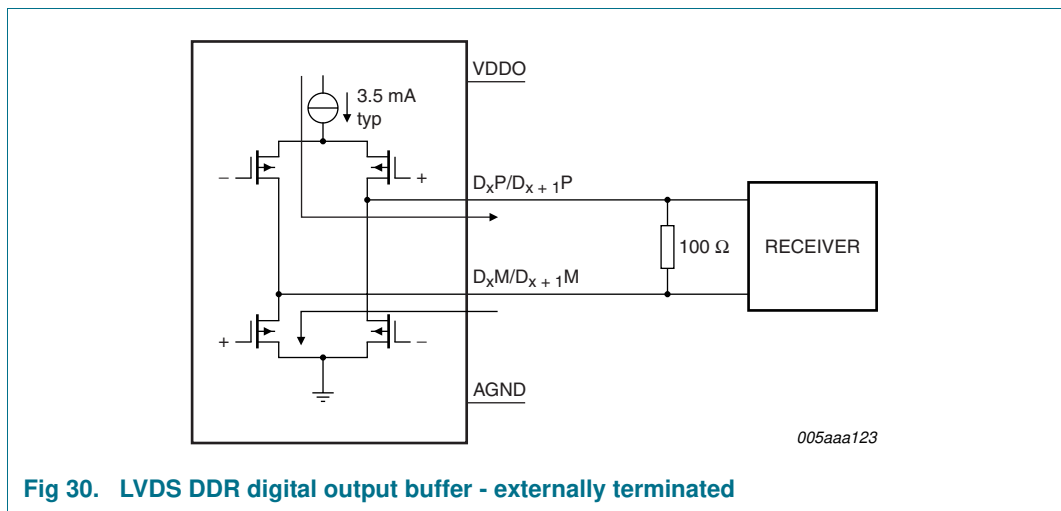 VDDO
3.5 mA
typ
− +
DxP/Dx + 1P
100 Ω
RECEIVER
DxM/Dx + 1M
+ −
AGND
005aaa123
Fig 30. LVDS DDR digital output buffer - externally terminated